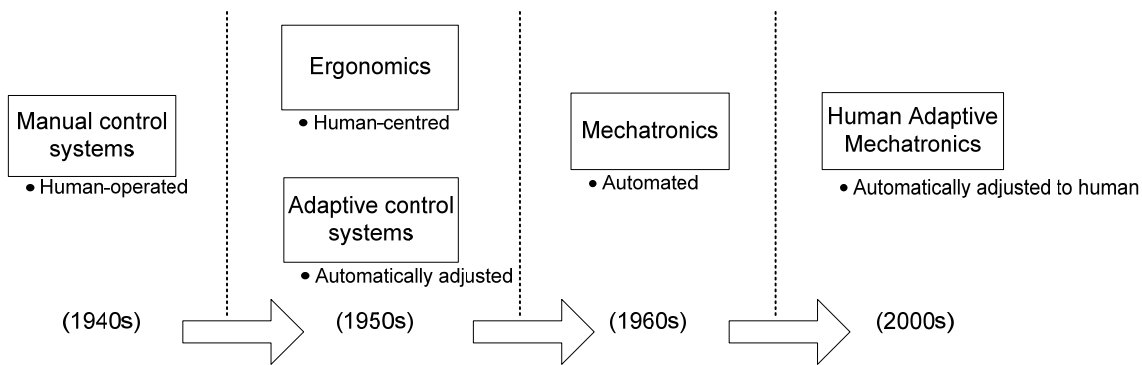 Manual control
systems
• Human-operated
(1940s)
Ergonomics
• Human-centred
Adaptive control
systems
• Automatically adjusted
(1950s)
Mechatronics
• Automated
(1960s)
Human Adaptive
Mechatronics
• Automatically adjusted to human
(2000s)